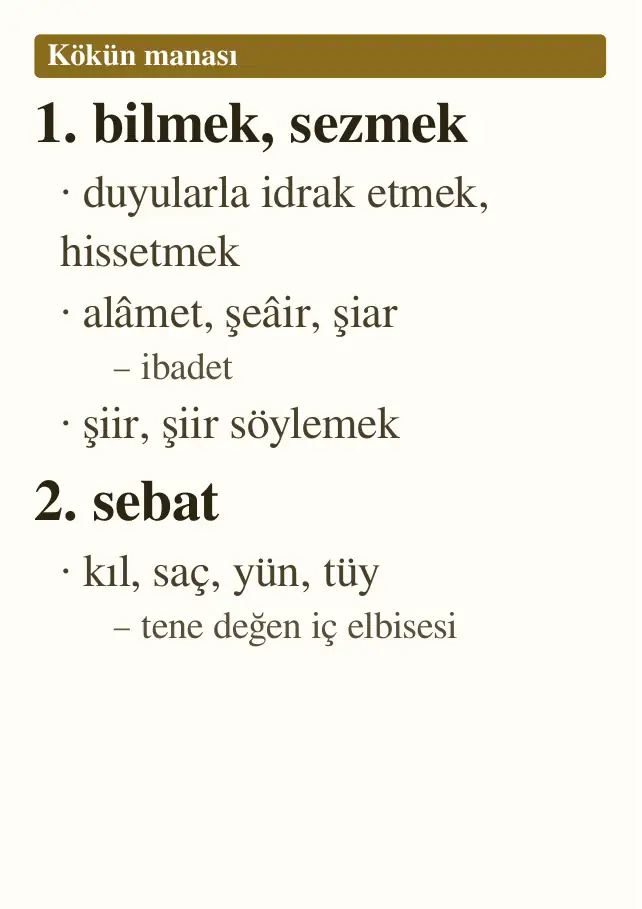 Kökün manası
1. bilmek, sezmek
· duyularla idrak etmek,
hissetmek
· alâmet, şeâir, şiar
– ibadet
· şiir, şiir söylemek
2. sebat
· kıl, saç, yün, tüy
– tene değen iç elbisesi